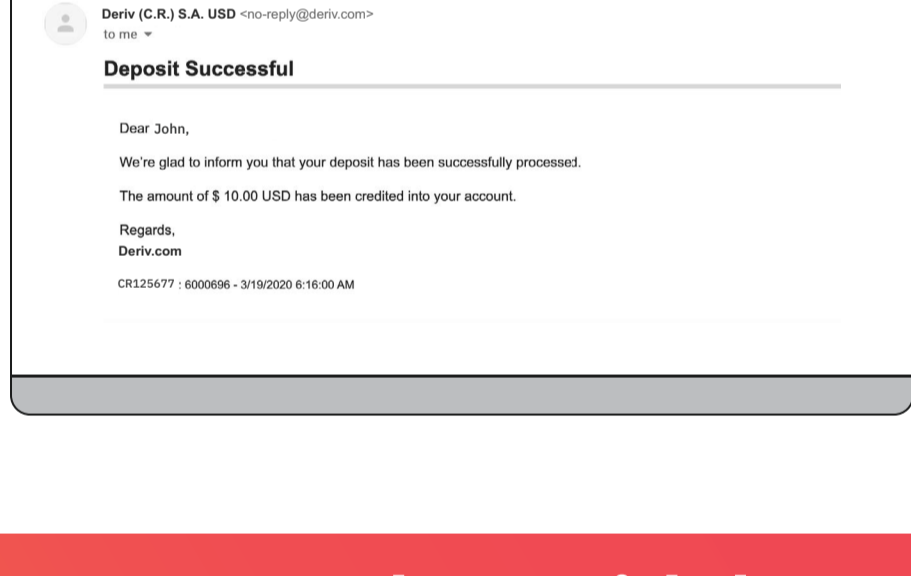 Deriv (C.R.) S.A. USD <no-reply@deriv.com>
to me
Deposit Successful
Dear John,
We're glad to inform you that your deposit has been successfully processed.
The amount of $ 10.00 USD has been credited into your account.
Regards,
Deriv.com
CR125677 : 6000696 - 3/19/2020 6:16:00 AM